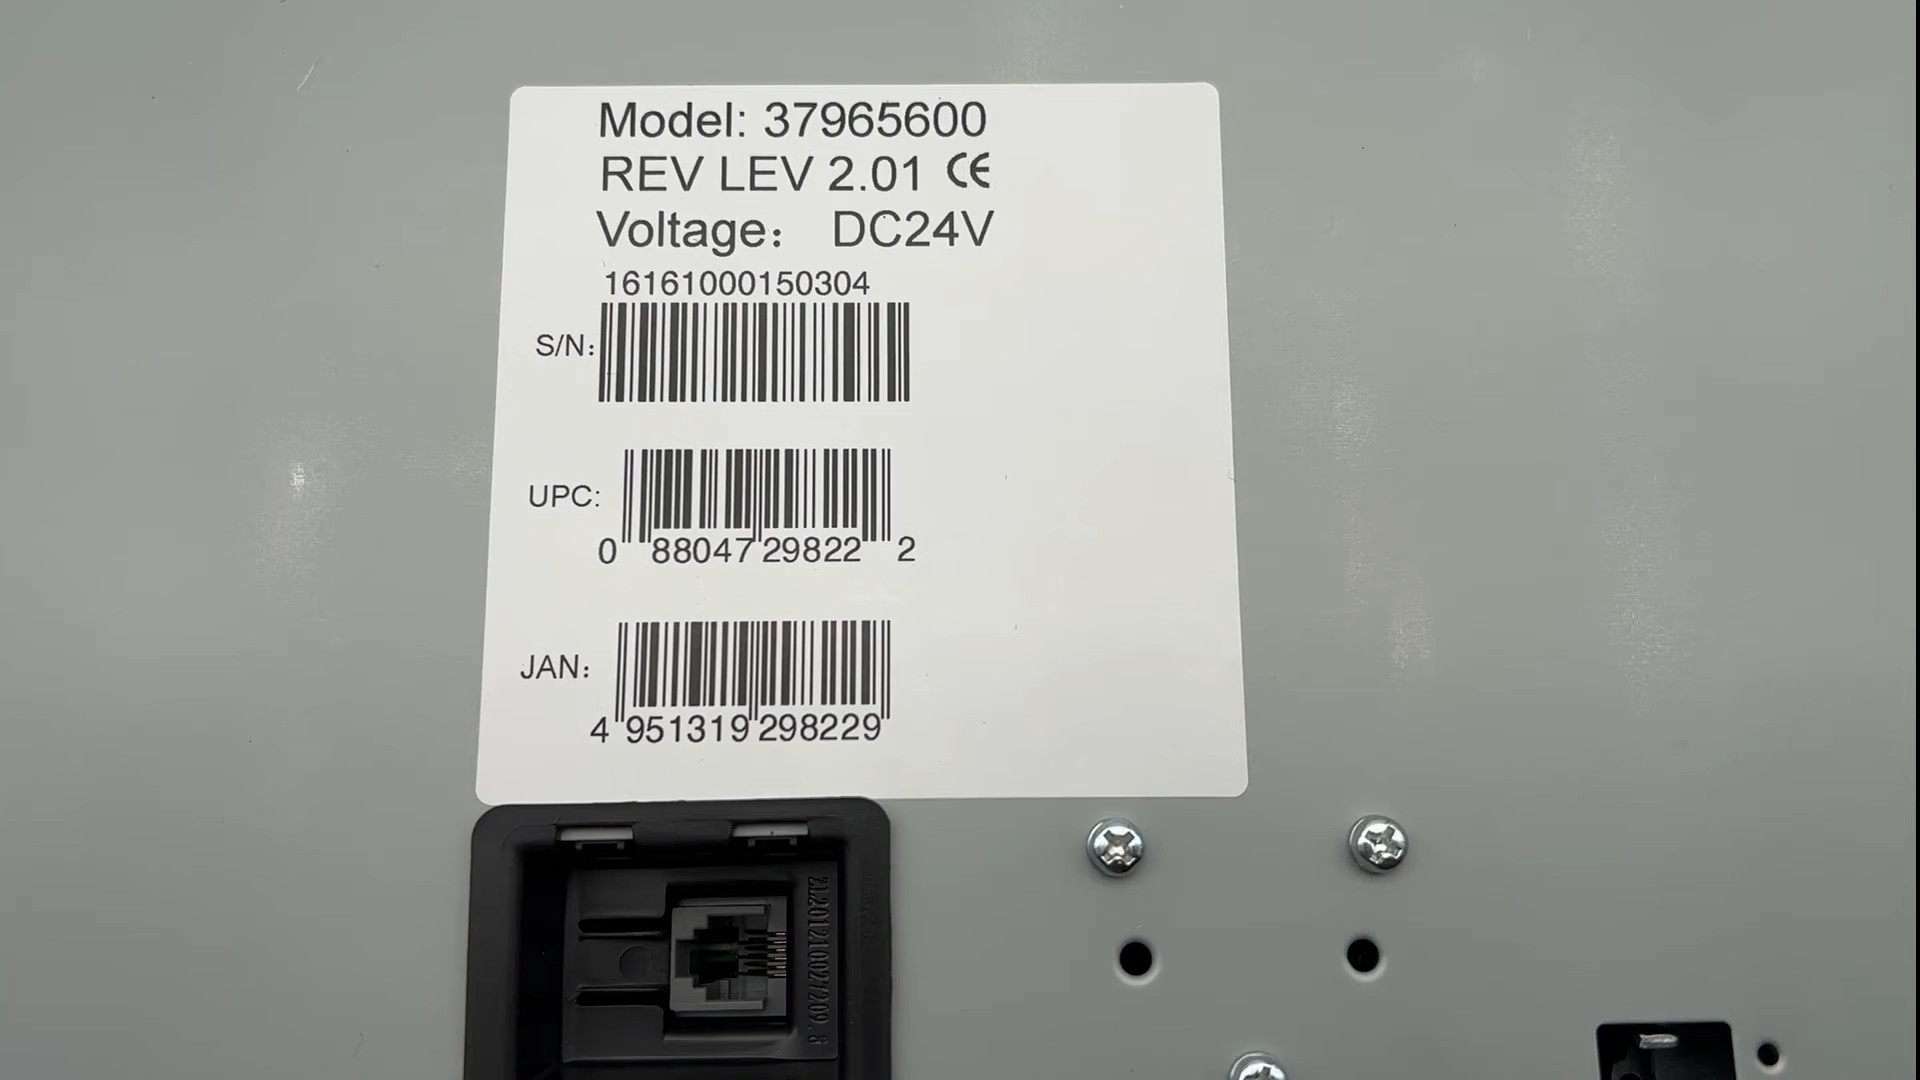 Model: 37965600
REV LEV 2.01 CE
Voltage: DC24V
16161000150304
S/N:
UPC:
0 88047 29822 2
JAN:
4 951319 298229